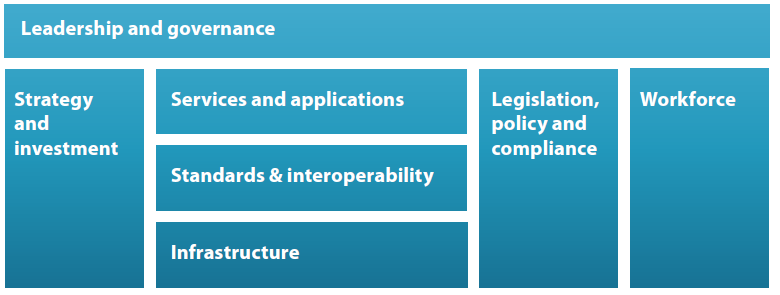 Leadership and governance
Strategy
and
investment
Services and applications
Standards & interoperability
Infrastructure
Legislation,
policy and
compliance
Workforce